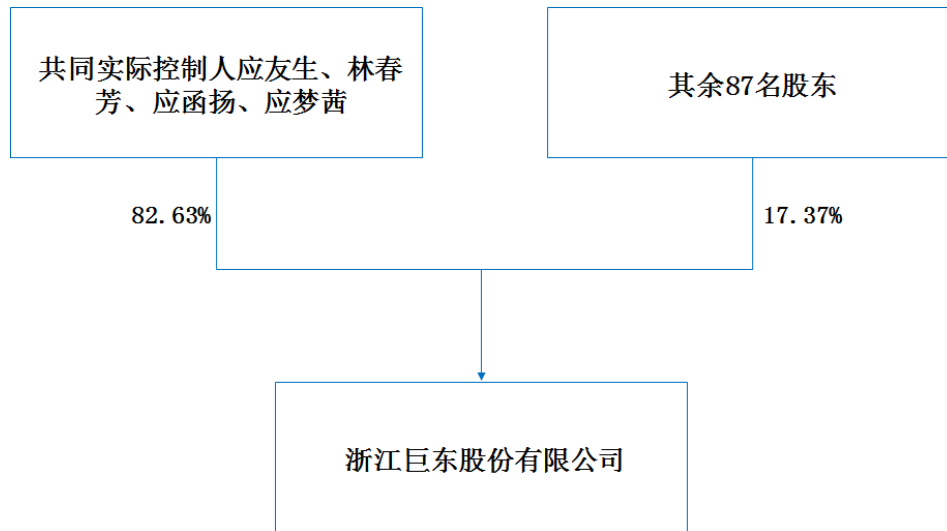 共同实际控制人应友生、林春
芳、应函扬、应梦茜
其余87名股东
82.63%
17.37%
浙江巨东股份有限公司